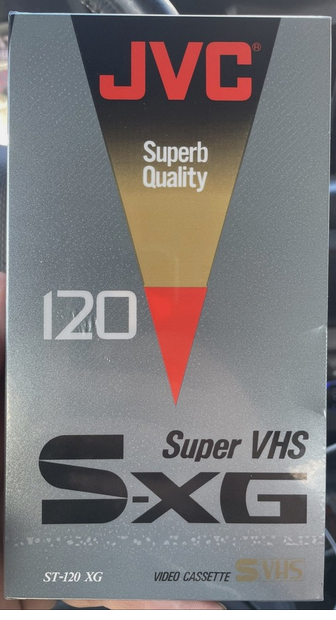 JVC®
Superb
Quality
120
Super VHS
S-XG
ST-120 XG
VIDEO CASSETTE S VHS